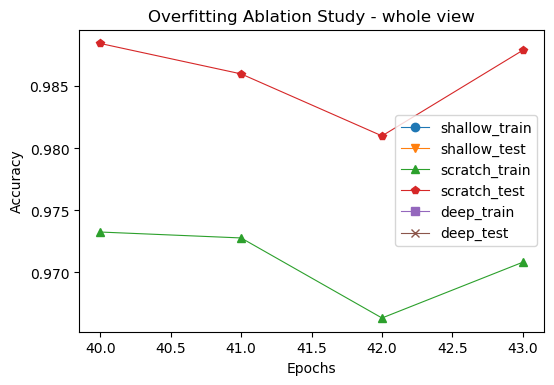 Overfitting Ablation Study - whole view
0.985
0.980
0.975
0.970
Accuracy
shallow_train
shallow_test
scratch_train
scratch_test
deep_train
deep_test
40.0 40.5 41.0 41.5 42.0 42.5 43.0
Epochs